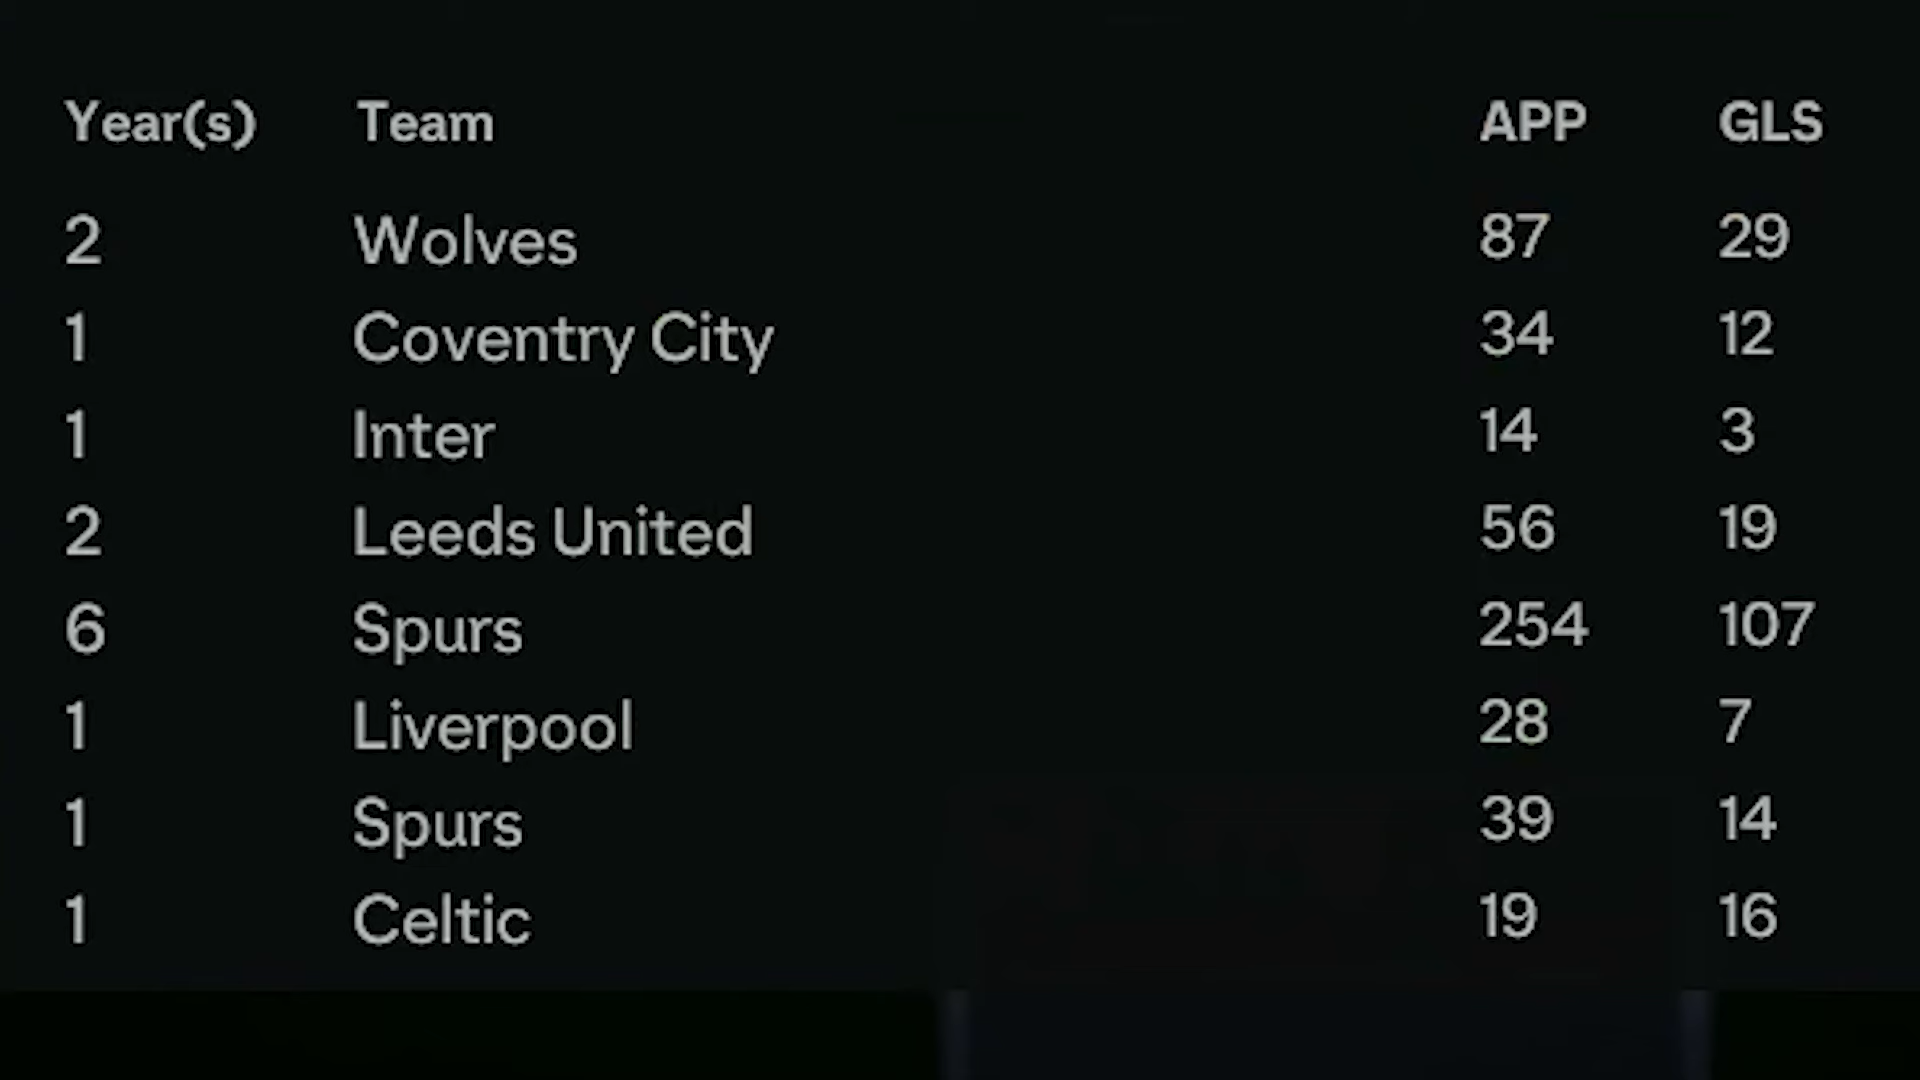 Year(s) Team APP GLS
2 Wolves 87 29
1 Coventry City 34 12
1 Inter 14 3
2 Leeds United 56 19
6 Spurs 254 107
1 Liverpool 28 7
1 Spurs 39 14
1 Celtic 19 16